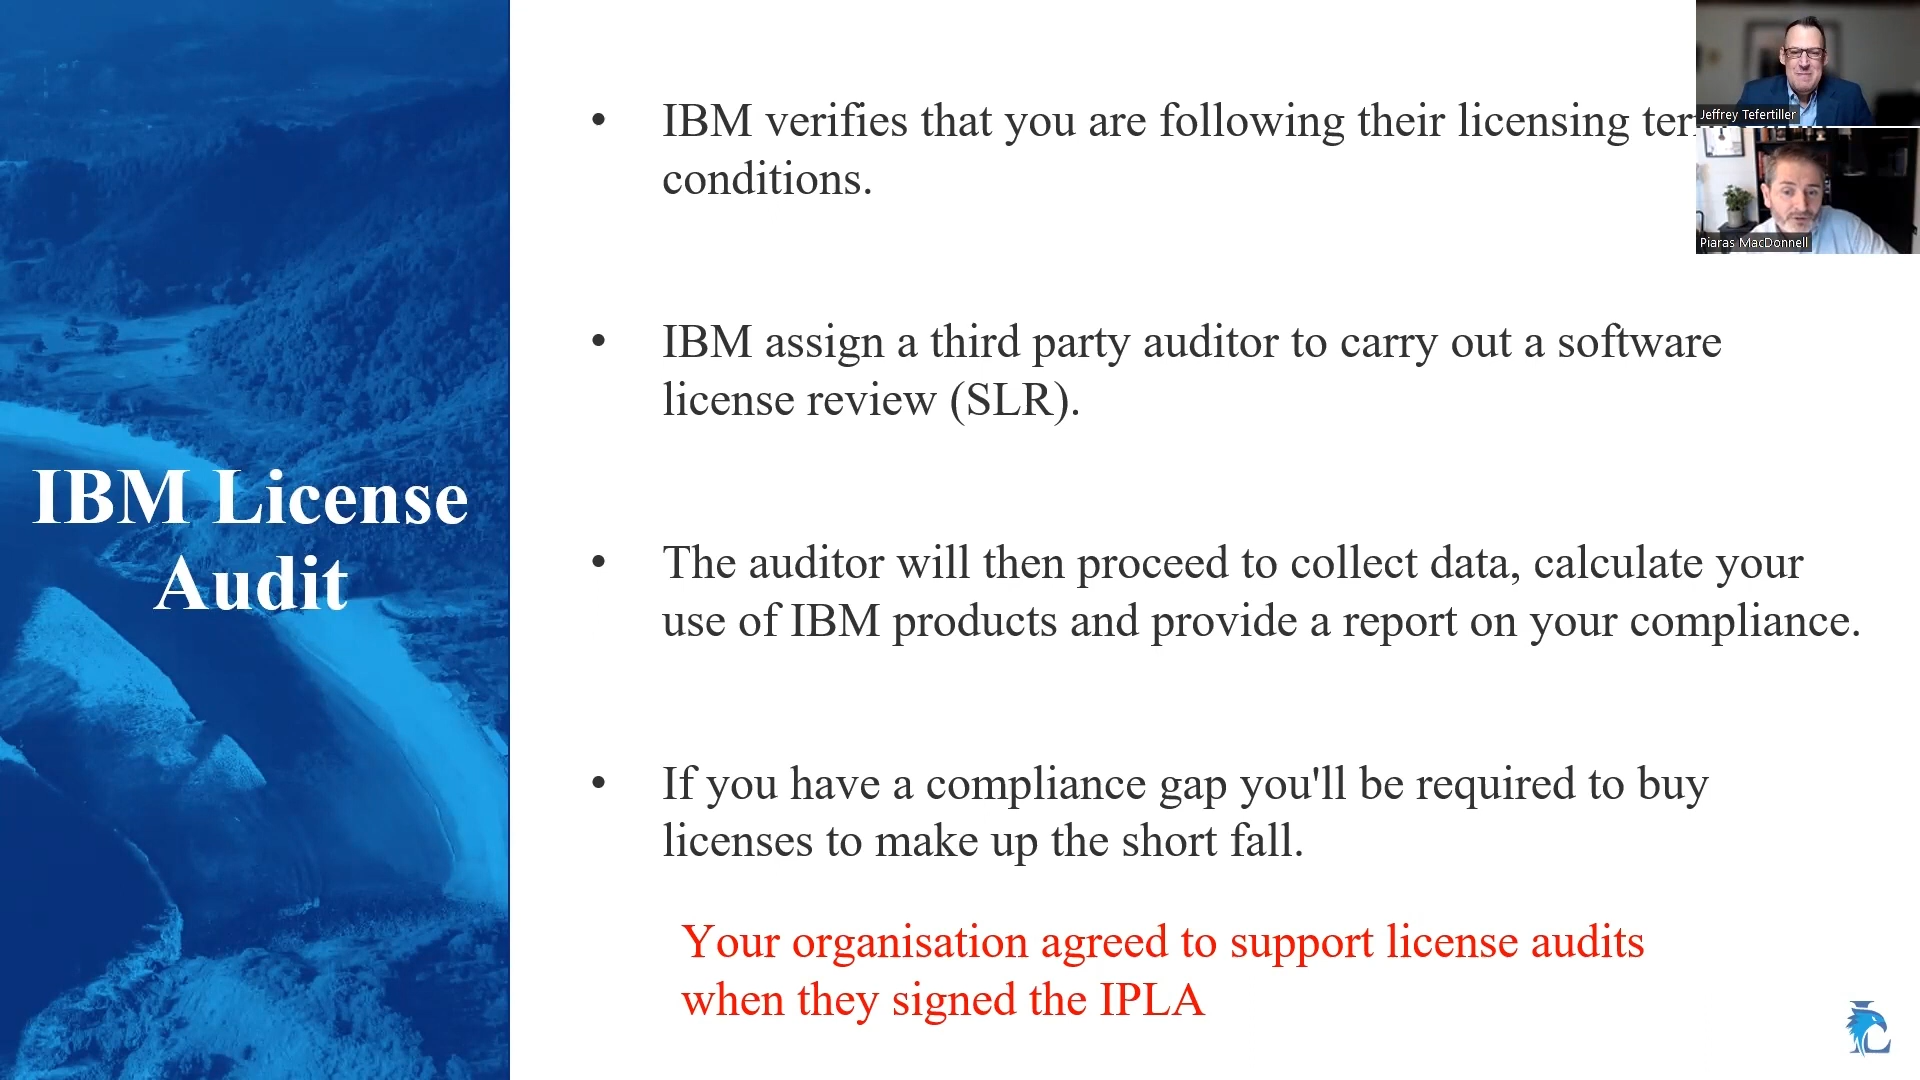 IBM License
Audit
• IBM verifies that you are following their licensing
conditions.
• IBM assign a third party auditor to carry out a software
license review (SLR).
• The auditor will then proceed to collect data, calculate your
use of IBM products and provide a report on your compliance.
• If you have a compliance gap you'll be required to buy
licenses to make up the short fall.
Your organisation agreed to support license audits
when they signed the IPLA
Jeffrey Tefertiller
Piaras MacDonnell